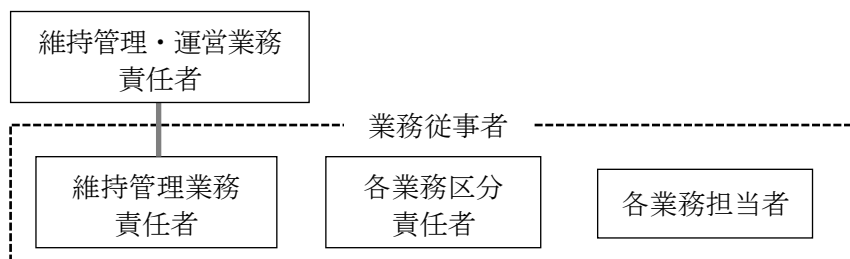 維持管理・運営業務
責任者
業務従事者
維持管理業務
責任者
各業務区分
責任者
各業務担当者